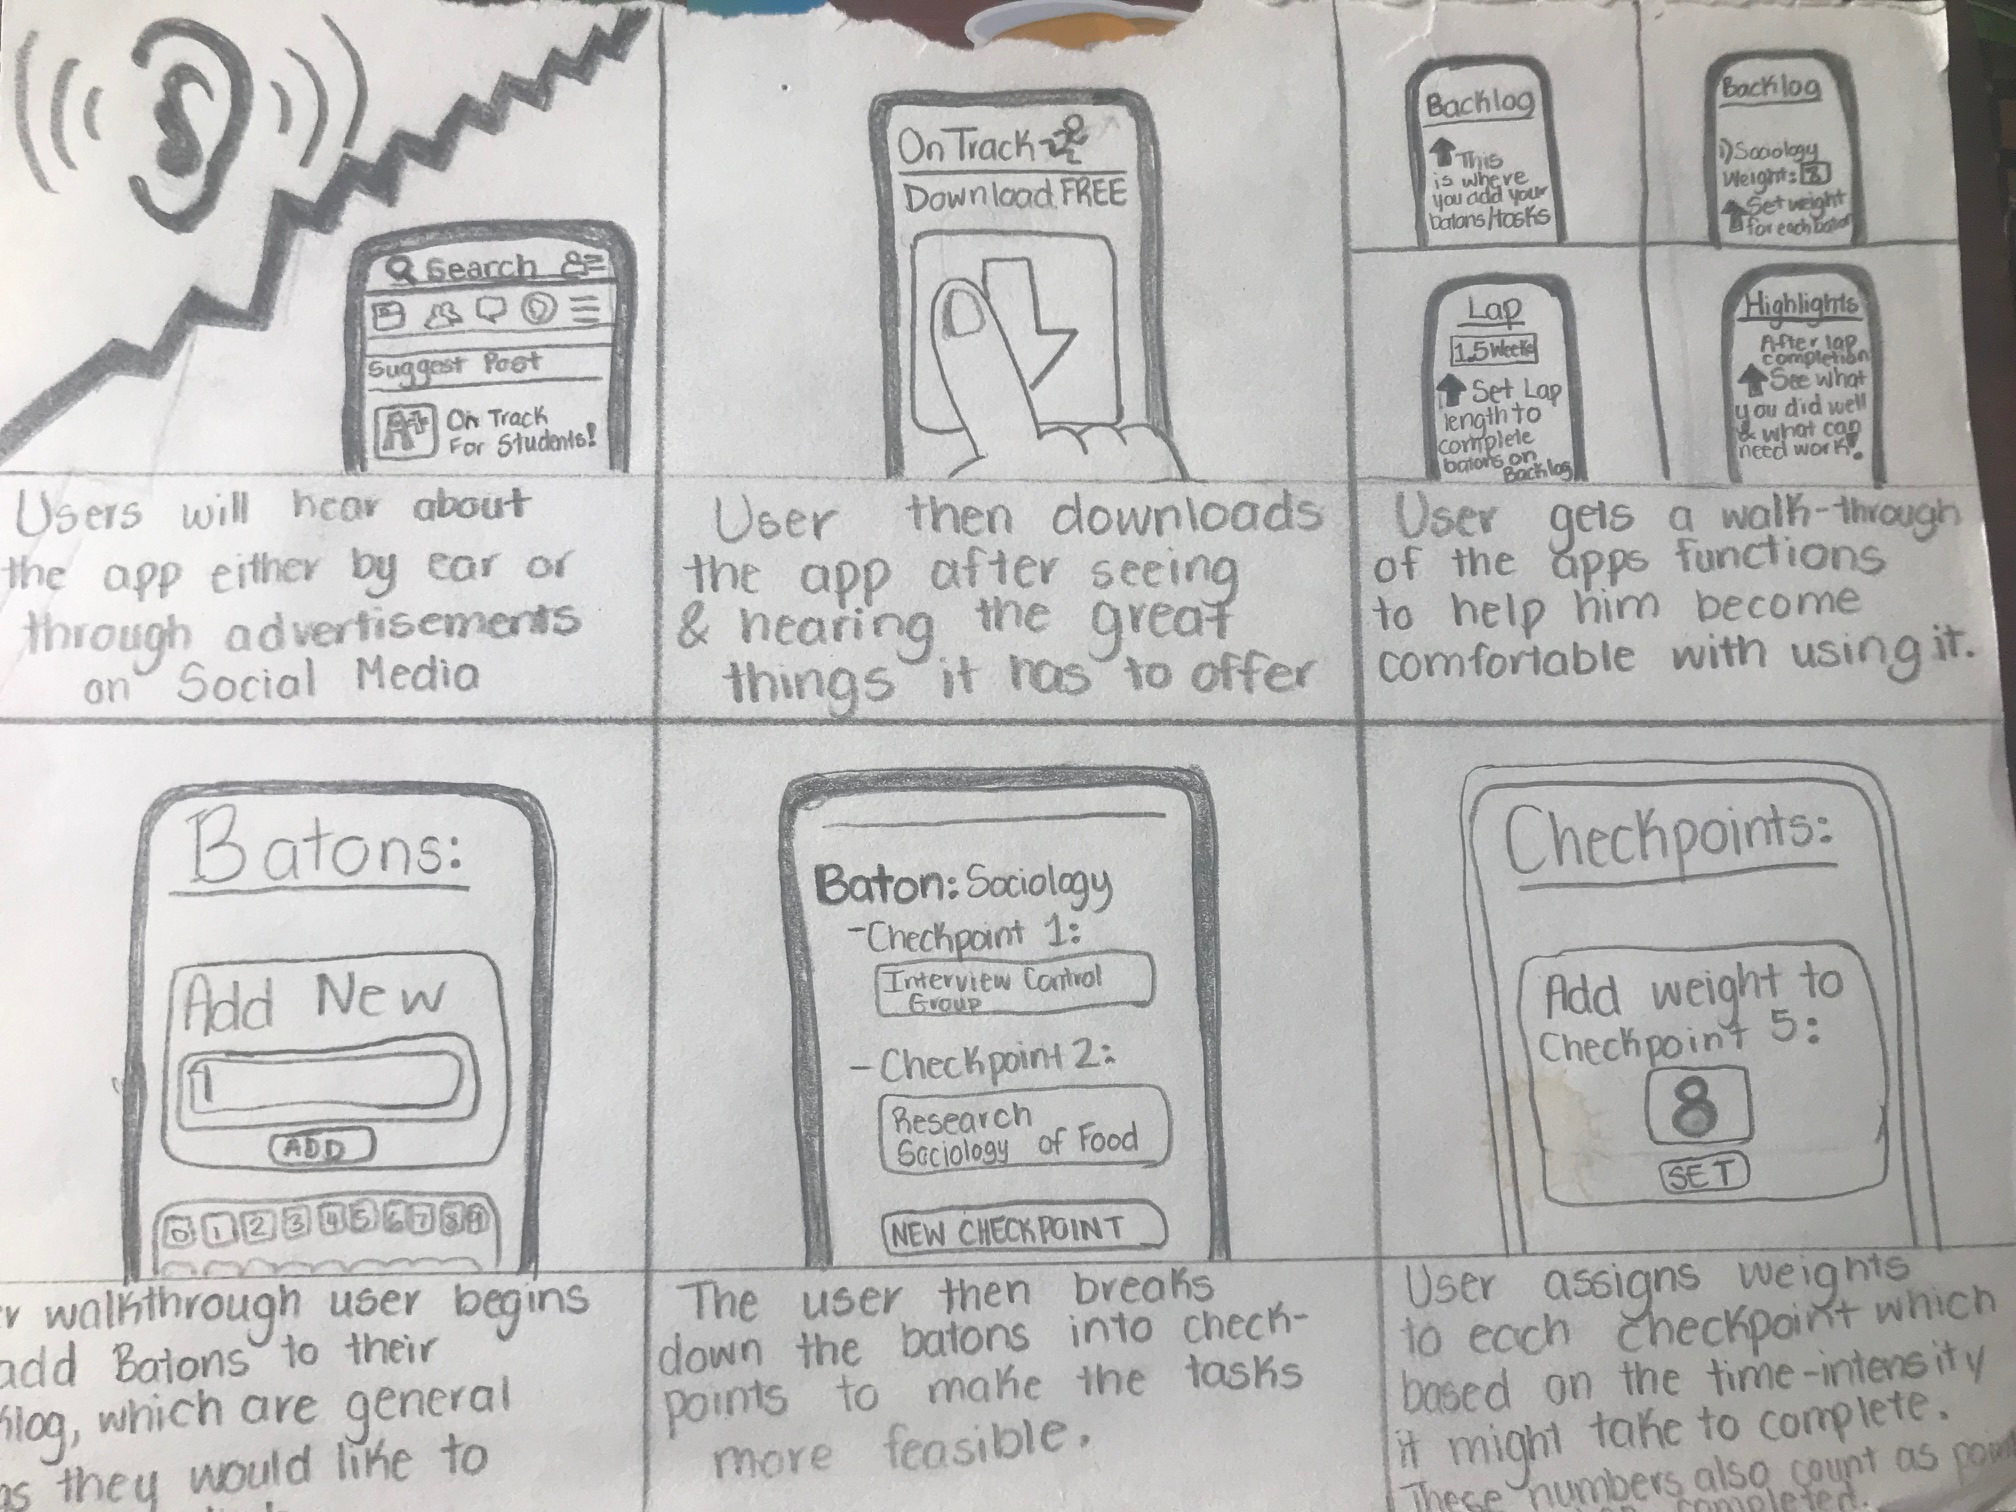 Search
Suggest Post
A+
On Track
For Students!
Users will hear about
the app either by ear or
through advertisements
on Social Media
On Track
Download FREE
User then downloads
the app after seeing
& hearing the great
things it has to offer
Backlog
This
is where
you add your
batons/tasks
Backlog
1) Sociology
Weight: 8
Set weight
for each baton
Lap
1.5 Weeks
Set Lap
length to
complete
batons on
Backlog
Highlights
After lap
completion
See what
you did well
& what can
need work!
User gets a walk-through
of the apps functions
to help him become
comfortable with using it.
Batons:
Add New
ADD
0 1 2 3 4 5 6 7 8 9
walkthrough user begins
add Batons to their
log, which are general
they would like to
Baton: Sociology
- Checkpoint 1:
Interview Control
Group
- Checkpoint 2:
Research
Sociology of Food
NEW CHECKPOINT
The user then breaks
down the batons into check-
points to make the tasks
more feasible.
Checkpoints:
Add weight to
Checkpoint 5:
8
SET
User assigns weights
to each checkpoint which
based on the time-intensity
it might take to complete.
These numbers also count as
completed